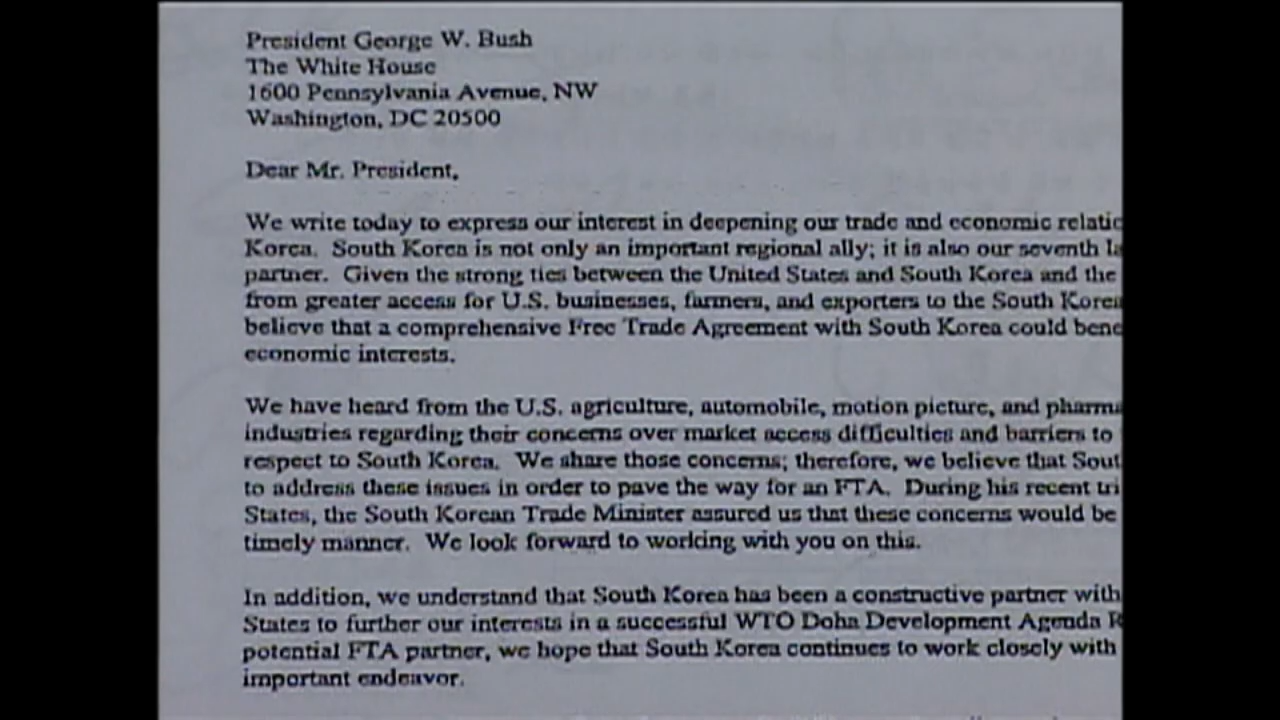 President George W. Bush
The White House
1600 Pennsylvania Avenue, NW
Washington, DC 20500
Dear Mr. President,
We write today to express our interest in deepening our trade and economic relatio
Korea. South Korea is not only an important regional ally; it is also our seventh la
partner. Given the strong ties between the United States and South Korea and the
from greater access for U.S. businesses, farmers, and exporters to the South Korea
believe that a comprehensive Free Trade Agreement with South Korea could bene
economic interests.
We have heard from the U.S. agriculture, automobile, motion picture, and pharma
industries regarding their concerns over market access difficulties and barriers to
respect to South Korea. We share those concerns; therefore, we believe that Sout
to address these issues in order to pave the way for an FTA. During his recent tri
States, the South Korean Trade Minister assured us that these concerns would be
timely manner. We look forward to working with you on this.
In addition, we understand that South Korea has been a constructive partner with
States to further our interests in a successful WTO Doha Development Agenda R
potential FTA partner, we hope that South Korea continues to work closely with
important endeavor.